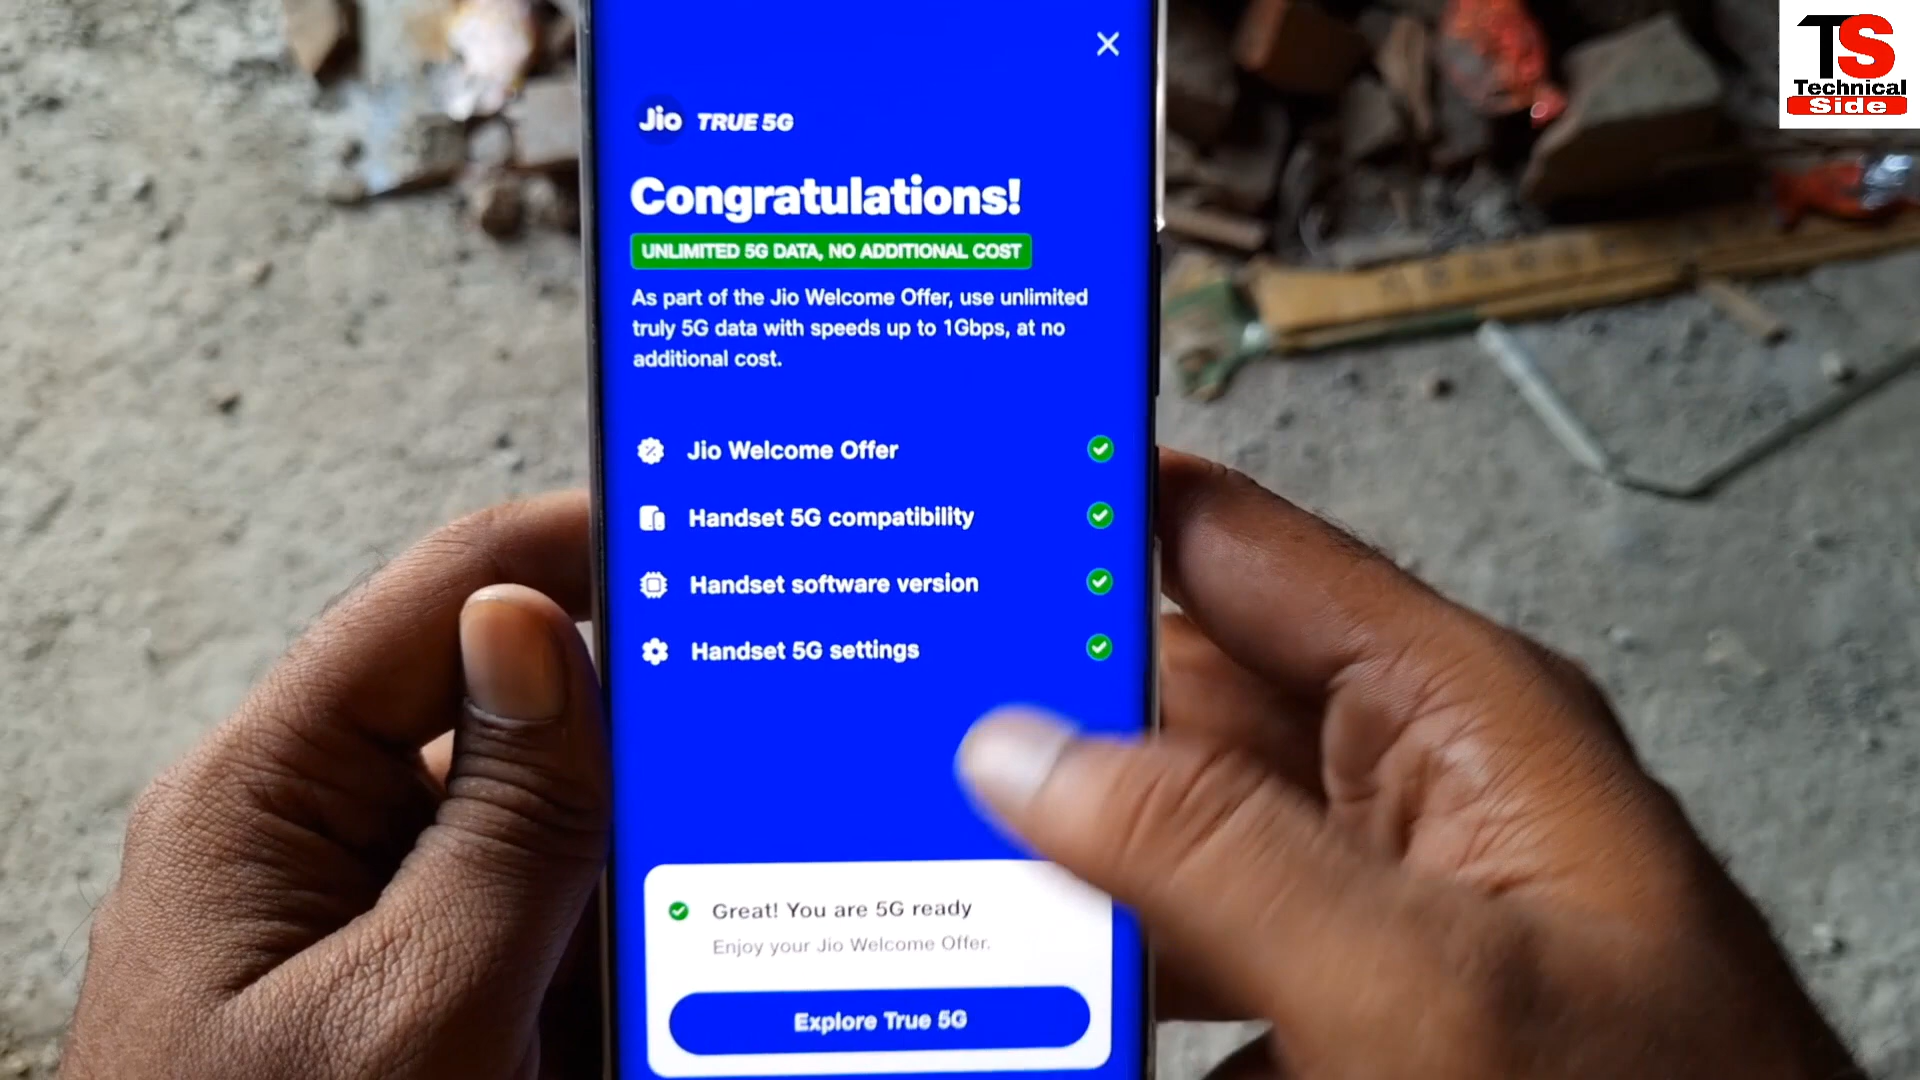 TS
Technical
Side
Jio TRUE 5G
Congratulations!
UNLIMITED 5G DATA, NO ADDITIONAL COST
As part of the Jio Welcome Offer, use unlimited
truly 5G data with speeds up to 1Gbps, at no
additional cost.
Jio Welcome Offer
Handset 5G compatibility
Handset software version
Handset 5G settings
Great! You are 5G ready
Enjoy your Jio Welcome Offer.
Explore True 5G